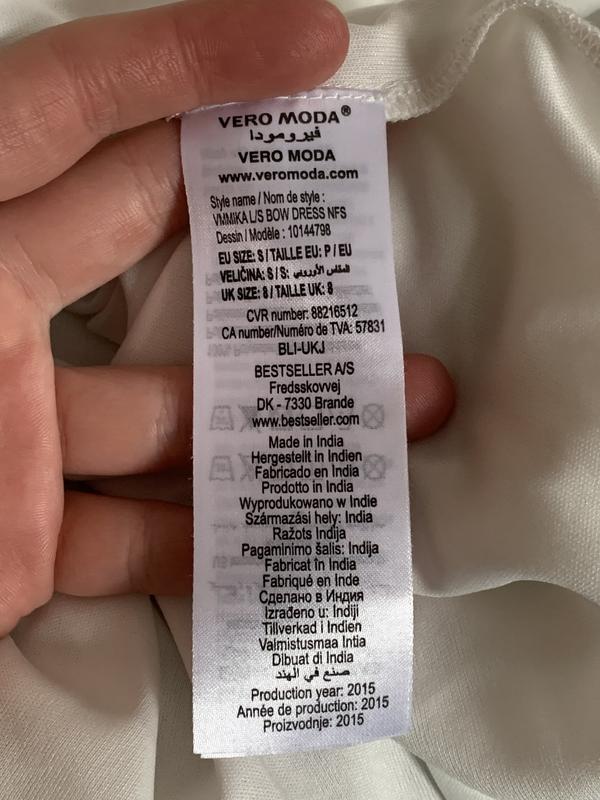 VERO MODA®
فيرومودا
VERO MODA
www.veromoda.com
Style name / Nom de style :
VMMIKA L/S BOW DRESS NFS
Dessin / Modèle : 10144798
EU SIZE: S / TAILLE EU: P / EU
VELIČINA: S / S: المقاس الأوروبي
UK SIZE: 8 / TAILLE UK: 8
CVR number: 88216512
CA number/Numéro de TVA: 57831
BLI-UKJ
BESTSELLER A/S
Fredsskovvej
DK - 7330 Brande
www.bestseller.com
Made in India
Hergestellt in Indien
Fabricado en India
Prodotto in India
Wyprodukowano w Indie
Származási hely: India
Ražots Indija
Pagaminimo šalis: Indija
Fabricat în India
Fabriqué en Inde
Сделано в Индия
Izrađeno u: Indiji
Tillverkad i Indien
Valmistusmaa Intia
Dibuat di India
صنع في الهند
Production year: 2015
Année de production: 2015
Proizvodnje: 2015